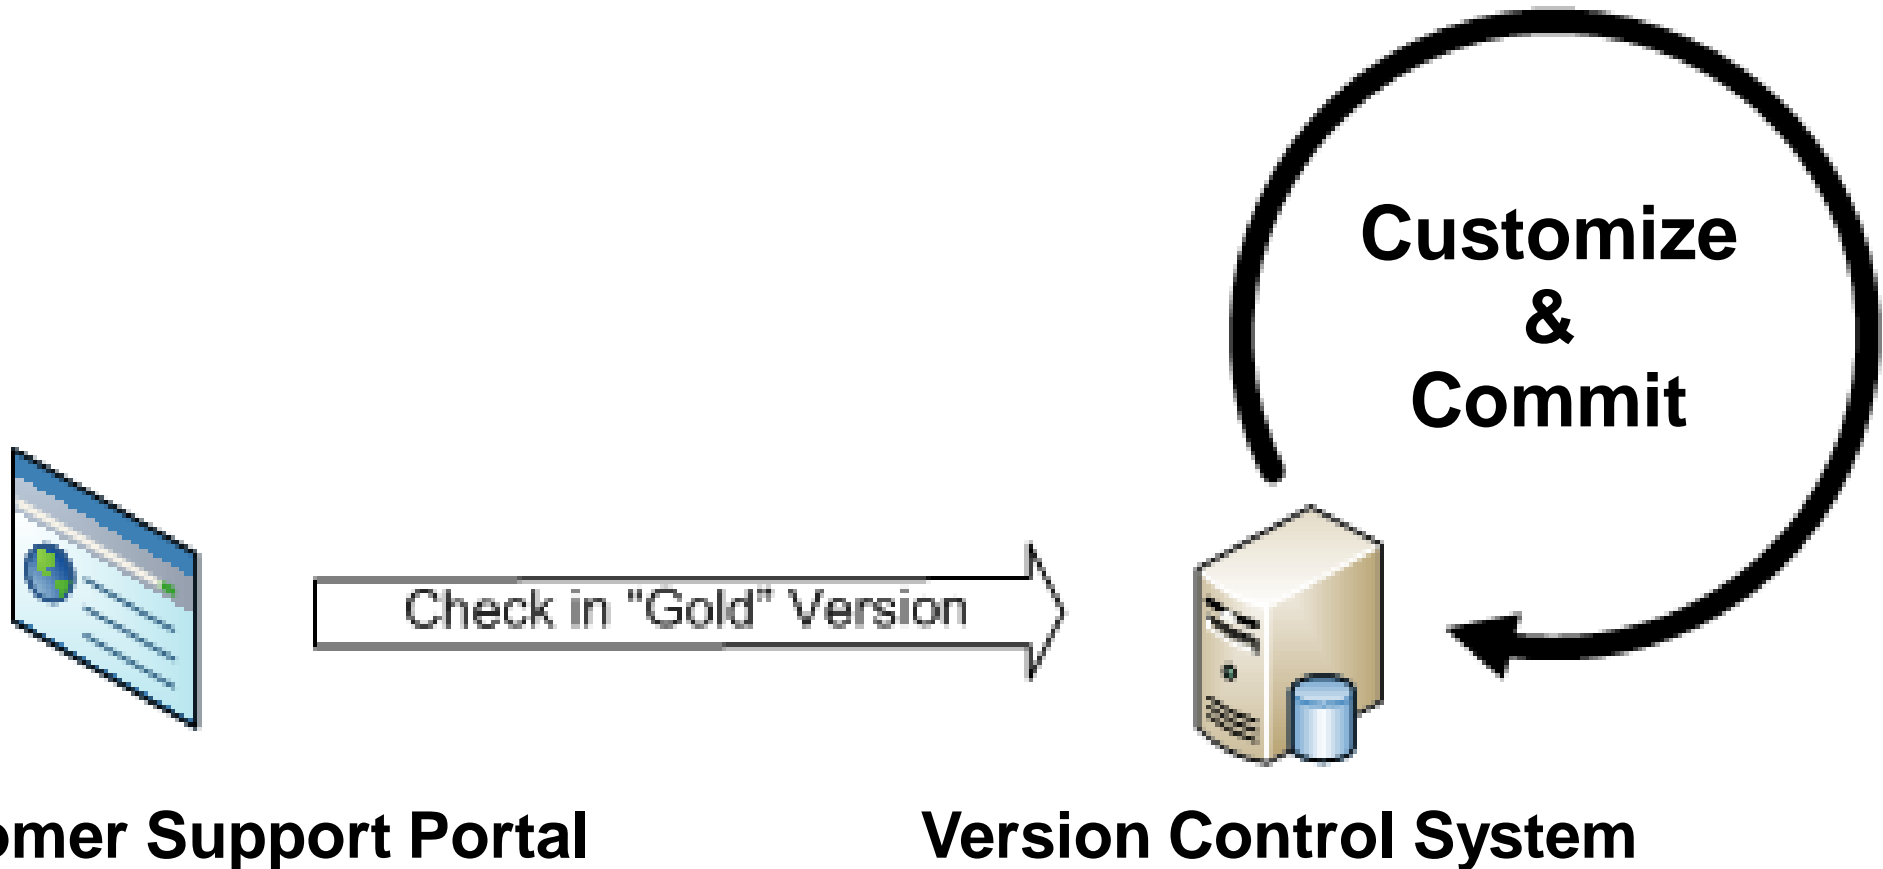 Customize
&
Commit
Check in "Gold" Version
omer Support Portal
Version Control System